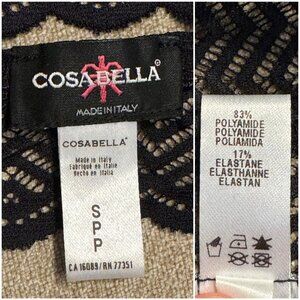 COSABELLA®
MADE IN ITALY
COSABELLA®
Made in Italy
Fabriqué en Italie
Hecho en Italia
S
P
P
CA 16089/RN 77351
83%
POLYAMIDE
POLYAMIDE
POLIAMIDA
17%
ELASTANE
ELASTHANNE
ELASTAN